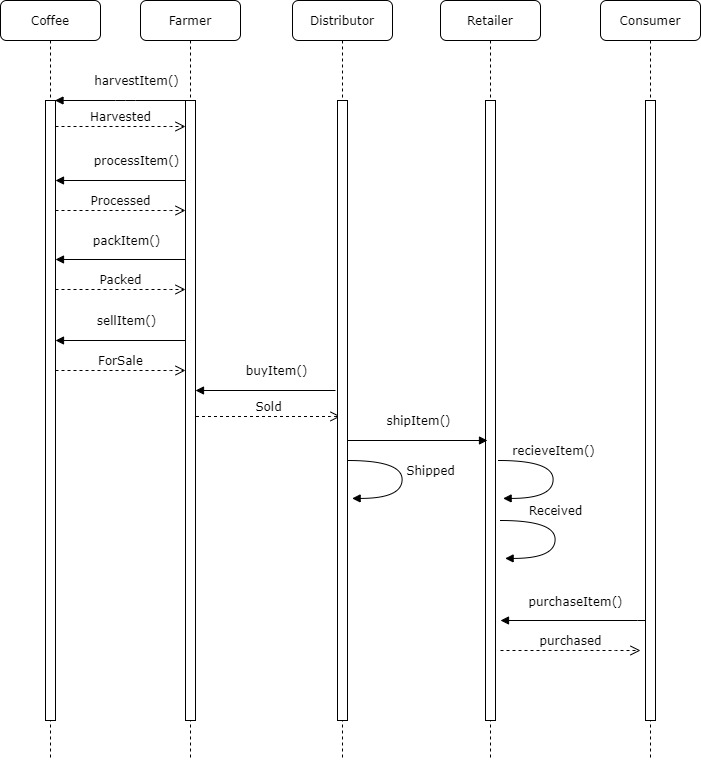 Coffee
Farmer
Distributor
Retailer
Consumer
harvestItem()
Harvested
processItem()
Processed
packItem()
Packed
sellItem()
ForSale
buyItem()
Sold
shipItem()
Shipped
recieveItem()
Received
purchaseItem()
purchased